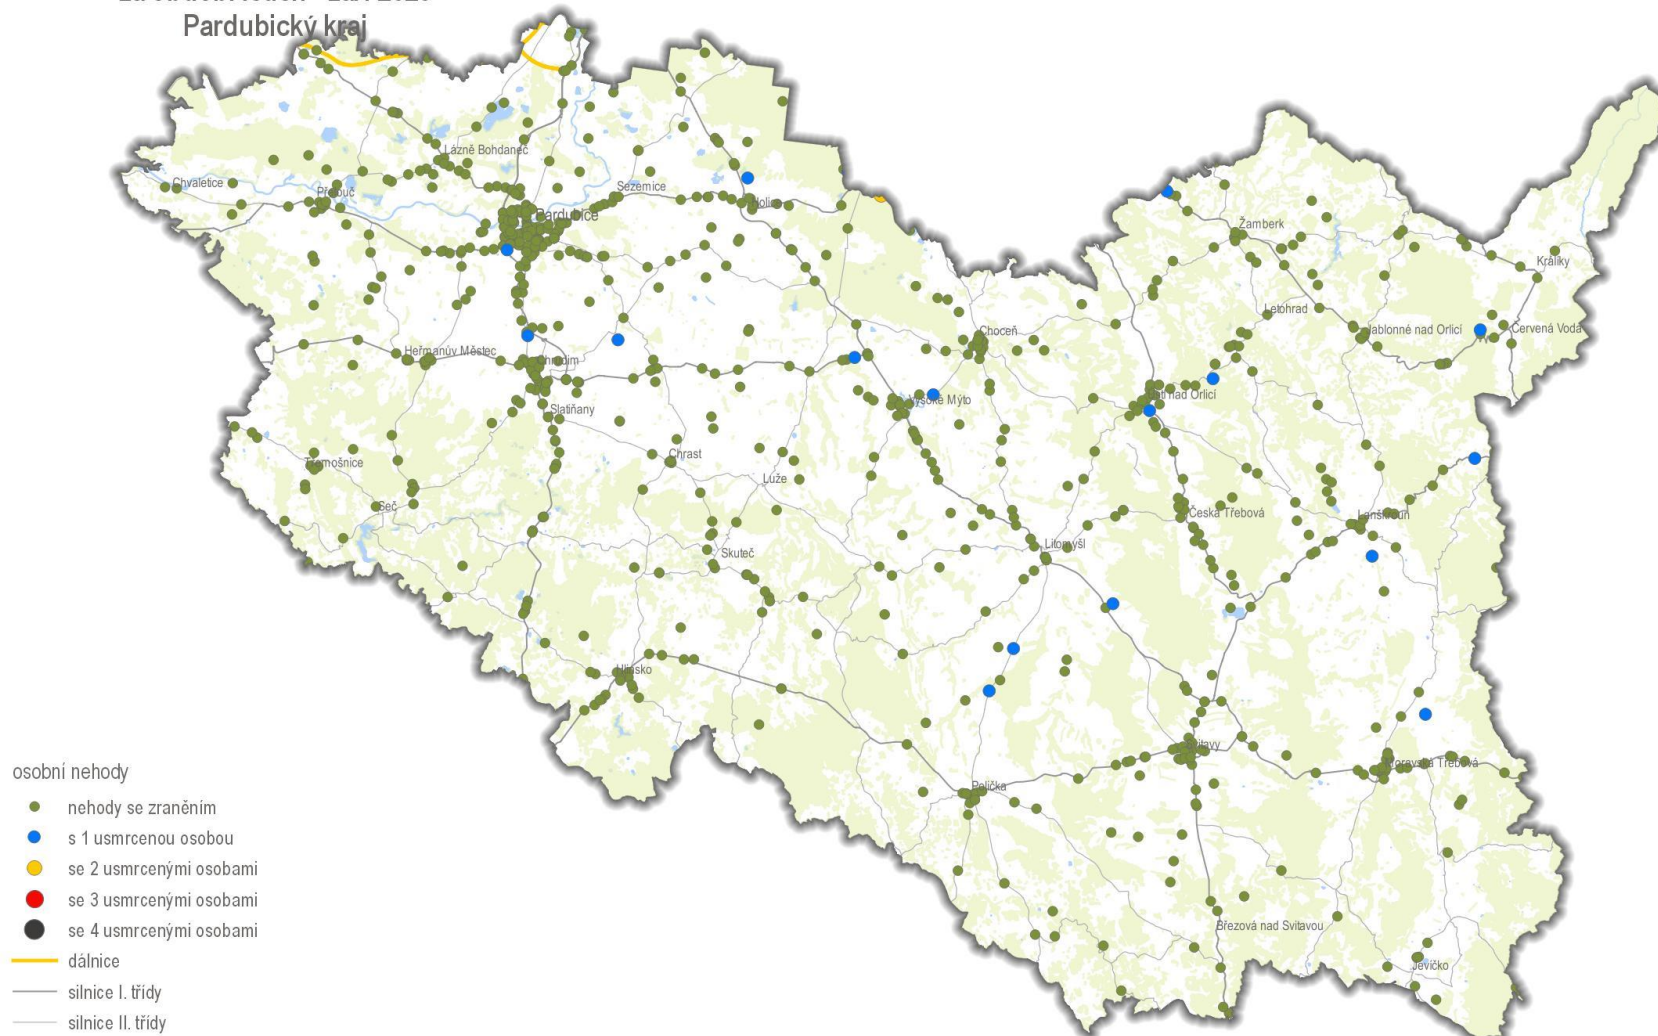 Pardubický kraj
Lázně Bohdaneč
Chvaletice
Přelouč
Sezemice
Pardubice
Holice
Žamberk
Králíky
Letohrad
Choceň
Jablonné nad Orlicí
Červená Voda
Heřmanův Městec
Chrudim
Ústí nad Orlicí
Vysoké Mýto
Slatiňany
Chrast
Třemošnice
Luže
Seč
Česká Třebová
Lanškroun
Litomyšl
Skuteč
Hlinsko
Svitavy
Moravská Třebová
Polička
Březová nad Svitavou
Jevíčko
osobní nehody
nehody se zraněním
s 1 usmrcenou osobou
se 2 usmrcenými osobami
se 3 usmrcenými osobami
se 4 usmrcenými osobami
dálnice
silnice I. třídy
silnice II. třídy